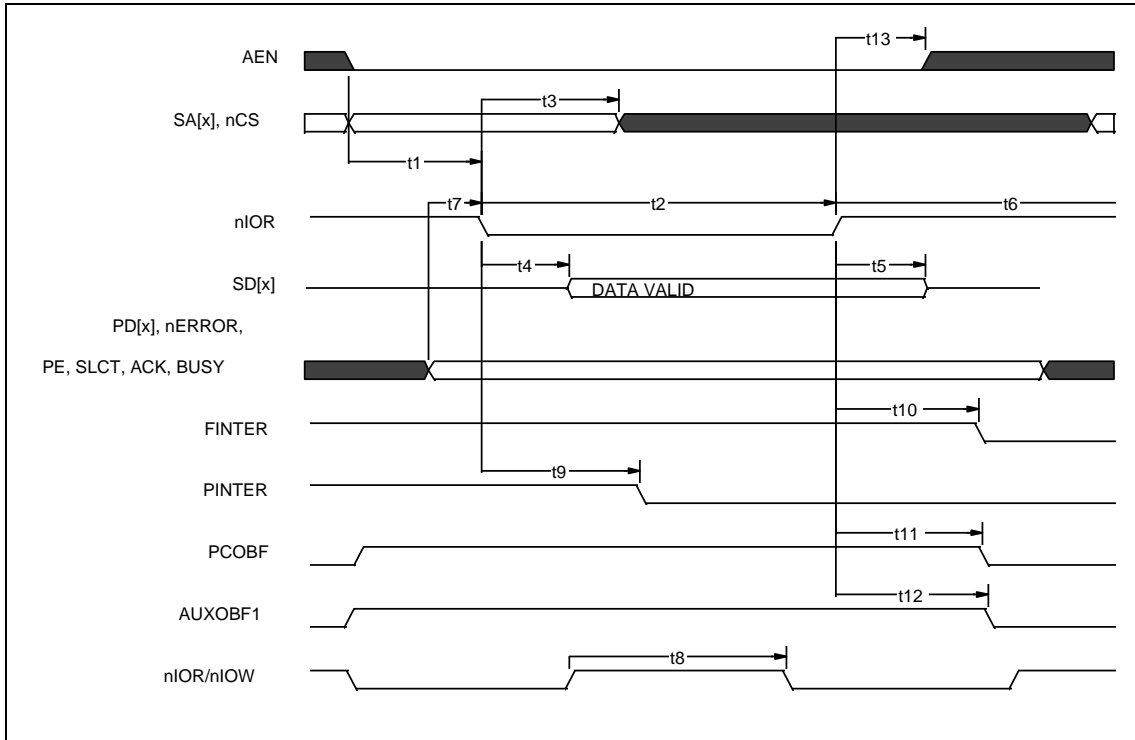 AEN
t13
t3
SA[x], nCS
t1
t7
t2
t6
nIOR
t4
t5
SD[x]
DATA VALID
PD[x], nERROR,
PE, SLCT, ACK, BUSY
t10
FINTER
t9
PINTER
t11
PCOBF
t12
AUXOBF1
t8
nIOR/nIOW